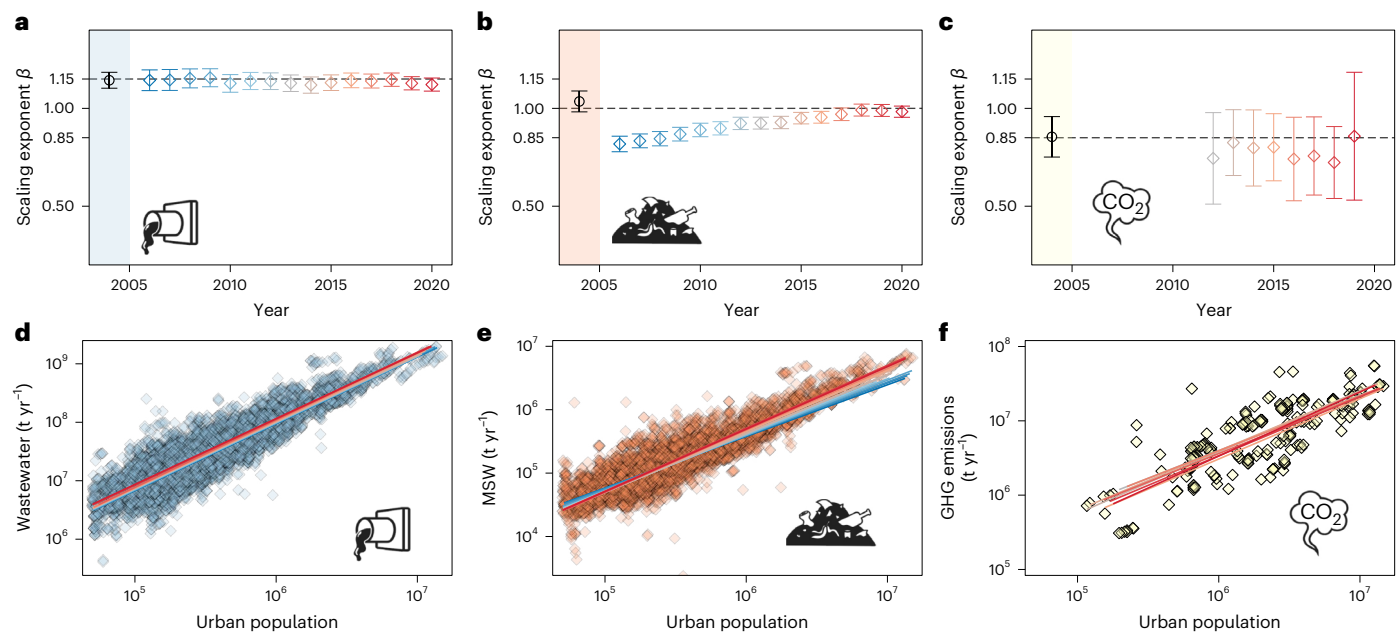 a
b
c
Scaling exponent β
1.15
1.00
0.85
0.50
2005
2010
2015
2020
Year
Scaling exponent β
1.15
1.00
0.85
0.50
2005
2010
2015
2020
Year
Scaling exponent β
1.15
1.00
0.85
0.50
CO₂
2005
2010
2015
2020
Year
d
e
f
Wastewater (t yr⁻¹)
10⁹
10⁸
10⁷
10⁶
10⁵
10⁶
10⁷
Urban population
MSW (t yr⁻¹)
10⁷
10⁶
10⁵
10⁴
10⁵
10⁶
10⁷
Urban population
GHG emissions
(t yr⁻¹)
10⁸
10⁷
10⁶
10⁵
CO₂
10⁵
10⁶
10⁷
Urban population